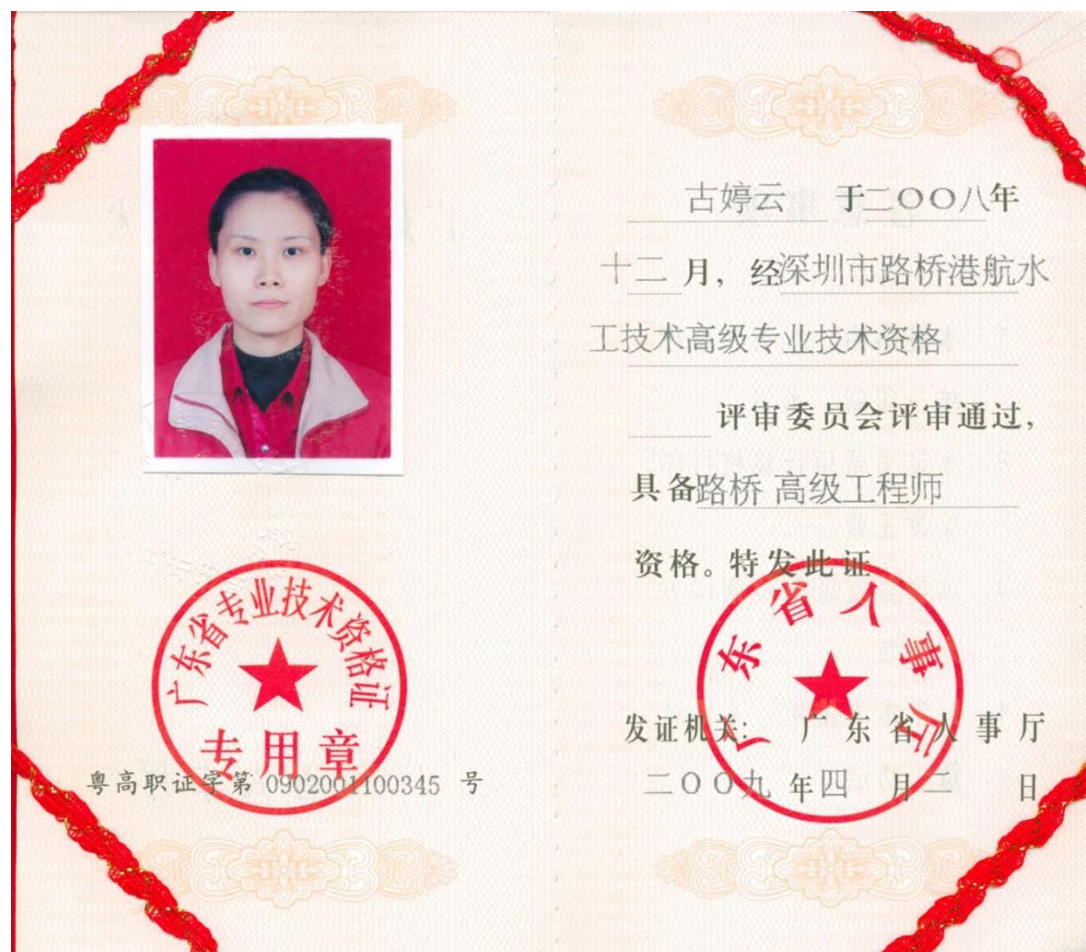 广东省专业技术资格证
专用章
粤高职证字第 0902001100345 号
古婷云 于二〇〇八年
十二 月，经深圳市路桥港航水
工技术高级专业技术资格
评审委员会评审通过，
具备路桥 高级工程师
资格。特发此证
广东省人事厅
发证机关：广东省人事厅
二〇〇九 年四 月二 日